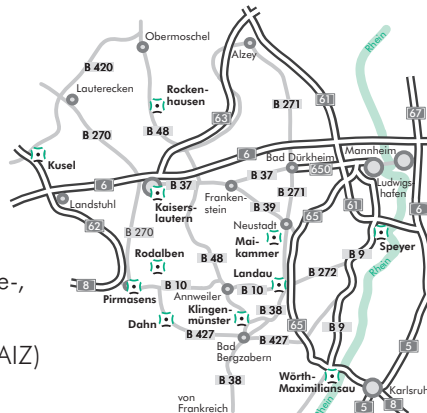 Obermoschel
Alzey
Rhein
B 420
Lauterecken
Rocken-
hausen
B 271
61
67
B 270
B 48
63
6
Mannheim
Kusel
Bad Dürkheim
650
B 37
6
B 37
Ludwigs-
hafen
Landstuhl
Kaisers-
lautern
Franken-
stein
B 271
B 39
61
6
62
65
B 270
Neustadt
Mai-
kammer
Speyer
Rodalben
B 48
B 9
e-,
8
B 10
Landau
B 272
Rhein
Pirmasens
Annweiler
B 10
Klingen-
münster
B 38
Dahn
65
B 9
B 427
B 427
5
AIZ)
Bad
Bergzabern
Wörth-
Maximiliansau
B 38
Karlsruh
von
Frankreich
Rhein
5
8